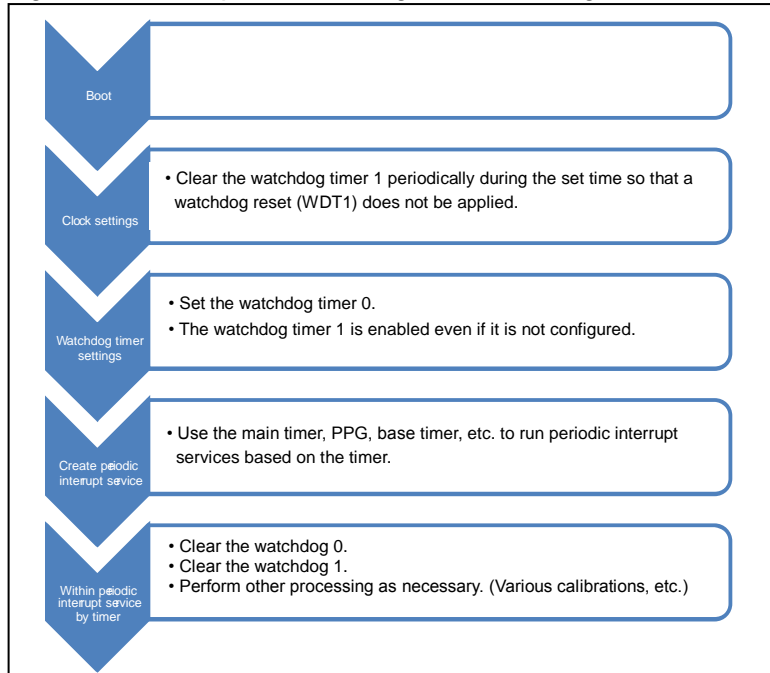 Boot
Clock settings
• Clear the watchdog timer 1 periodically during the set time so that a
watchdog reset (WDT1) does not be applied.
Watchdog timer
settings
• Set the watchdog timer 0.
• The watchdog timer 1 is enabled even if it is not configured.
Create periodic
interrupt service
• Use the main timer, PPG, base timer, etc. to run periodic interrupt
services based on the timer.
Within periodic
interrupt service
by timer
• Clear the watchdog 0.
• Clear the watchdog 1.
• Perform other processing as necessary. (Various calibrations, etc.)